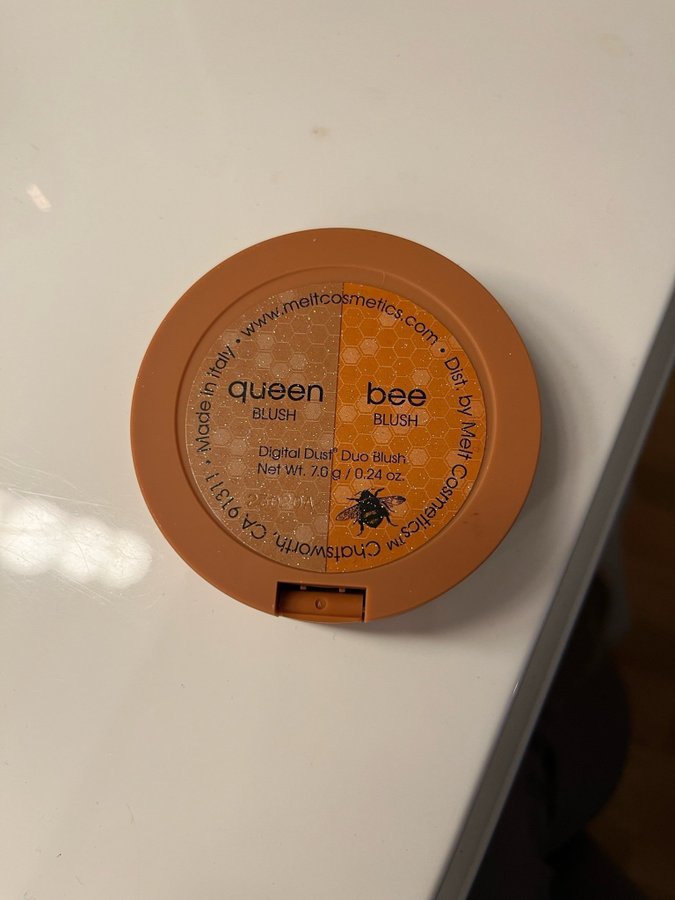 • www.meltcosmetics.com • Dist. by Melt Cosmetics™ Chatsworth, CA 91311 • Made in Italy
queen
BLUSH
bee
BLUSH
Digital Dust® Duo Blush
Net Wt. 7.0 g / 0.24 oz.